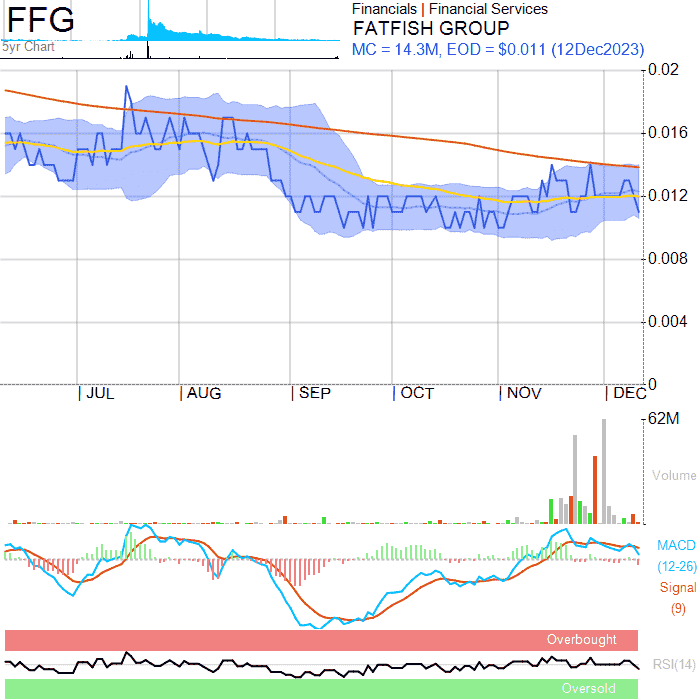 FFG
5yr Chart
Financials | Financial Services
FATFISH GROUP
MC = 14.3M, EOD = $0.011 (12Dec2023)
0.02
0.016
0.012
0.008
0.004
0
| JUL | AUG | SEP | OCT | NOV | DEC
62M
Volume
MACD
(12-26)
Signal
(9)
Overbought
RSI(14)
Oversold